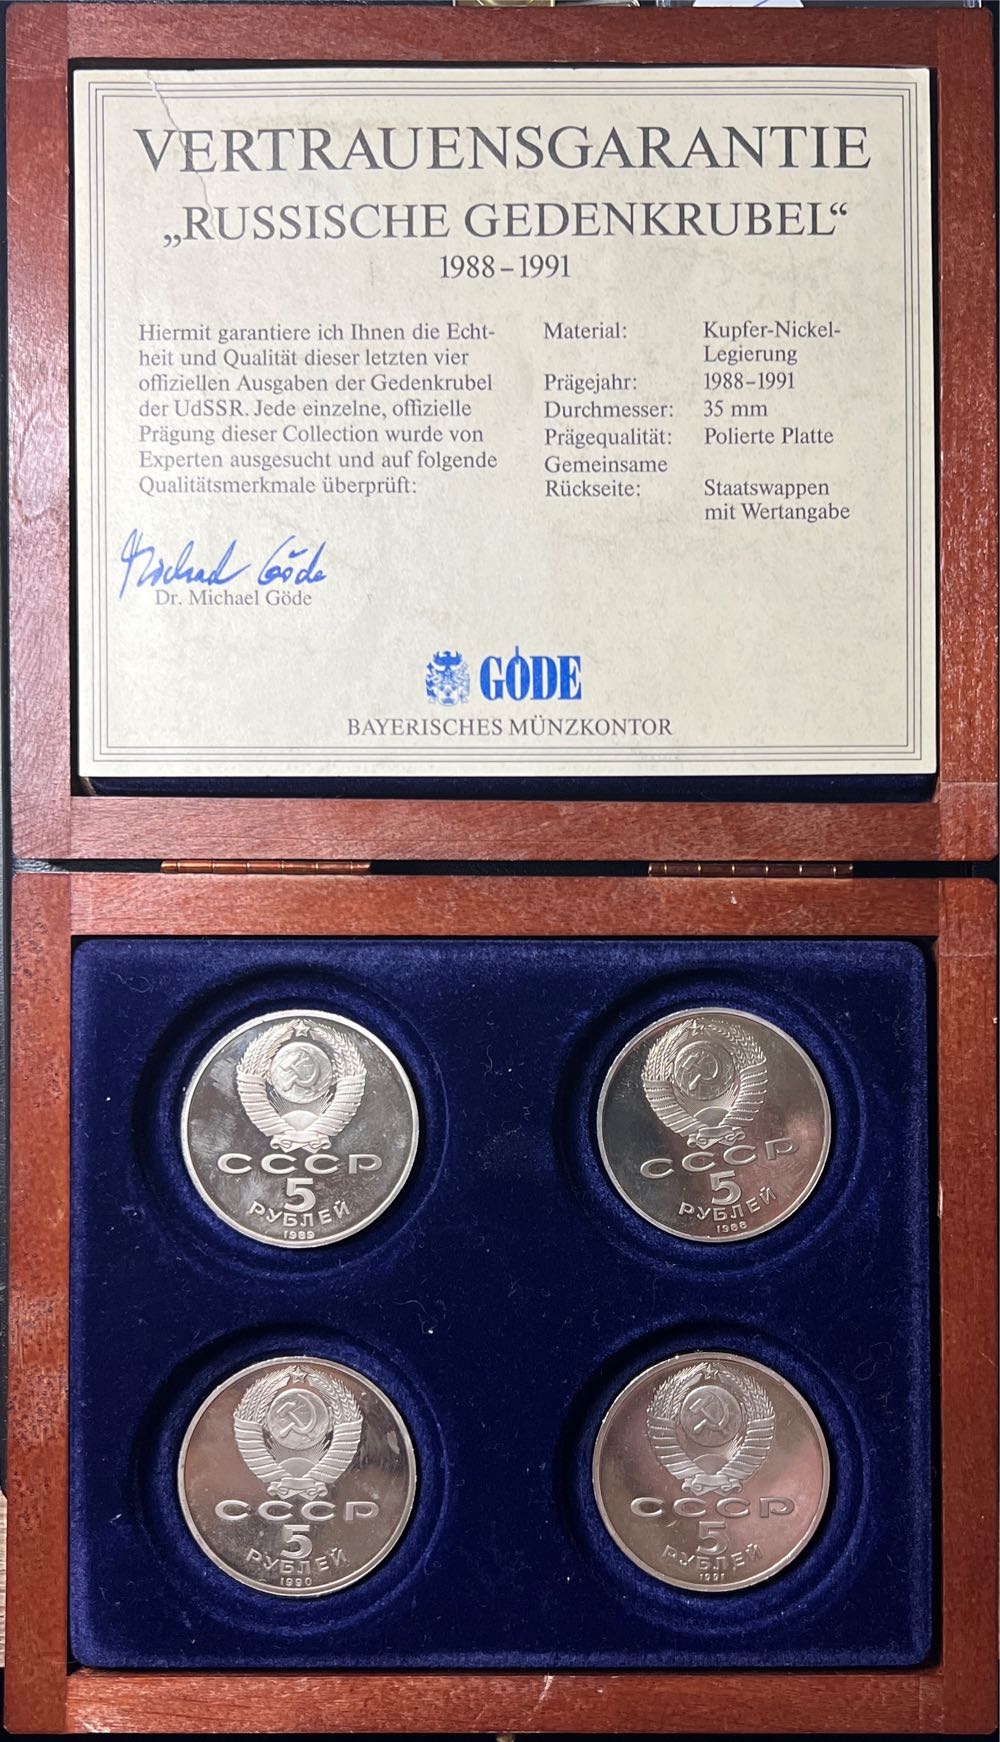 VERTRAUENSGARANTIE
„RUSSISCHE GEDENKRUBEL“
1988–1991
Hiermit garantiere ich Ihnen die Echt-
heit und Qualität dieser letzten vier
offiziellen Ausgaben der Gedenkrubel
der UdSSR. Jede einzelne, offizielle
Prägung dieser Collection wurde von
Experten ausgesucht und auf folgende
Qualitätsmerkmale überprüft:
Michael Göde
Dr. Michael Göde
Material: Kupfer-Nickel-
Legierung
Prägejahr: 1988–1991
Durchmesser: 35 mm
Prägequalität: Polierte Platte
Gemeinsame
Rückseite: Staatswappen
mit Wertangabe
GÖDE
BAYERISCHES MÜNZKONTOR
СССР
5
РУБЛЕЙ
1989
СССР
5
РУБЛЕЙ
1988
СССР
5
РУБЛЕЙ
1990
СССР
5
РУБЛЕЙ
1991